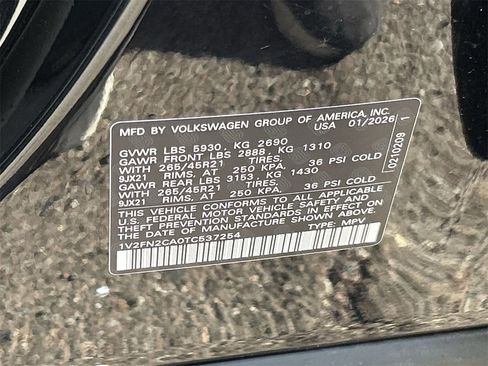 MFD BY VOLKSWAGEN GROUP OF AMERICA, INC.
USA 01/2026
GVWR LBS 5930, KG 2690
GAWR FRONT LBS 2888, KG 1310
WITH 265/45R21 TIRES,
9JX21 RIMS, AT 250 KPA, 36 PSI COLD
GAWR REAR LBS 3153, KG 1430
WITH 265/45R21 TIRES,
9JX21 RIMS, AT 250 KPA, 36 PSI COLD
THIS VEHICLE CONFORMS TO ALL APPLICABLE
FEDERAL MOTOR VEHICLE SAFETY, BUMPER AND
THEFT PREVENTION STANDARDS IN EFFECT ON THE
DATE OF MANUFACTURE SHOWN ABOVE.
1V2FN2CA0TC537254 TYPE: MPV
0210209 1